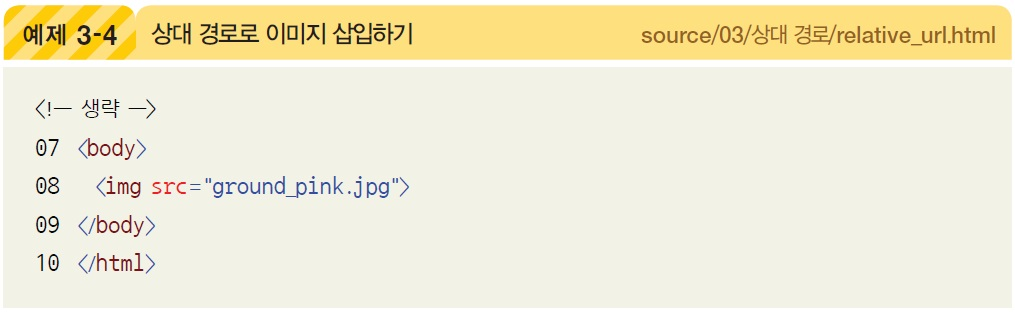 예제 3-4 상대 경로로 이미지 삽입하기 source/03/상대 경로/relative_url.html
<!— 생략 —>
07 <body>
08 <img src="ground_pink.jpg">
09 </body>
10 </html>